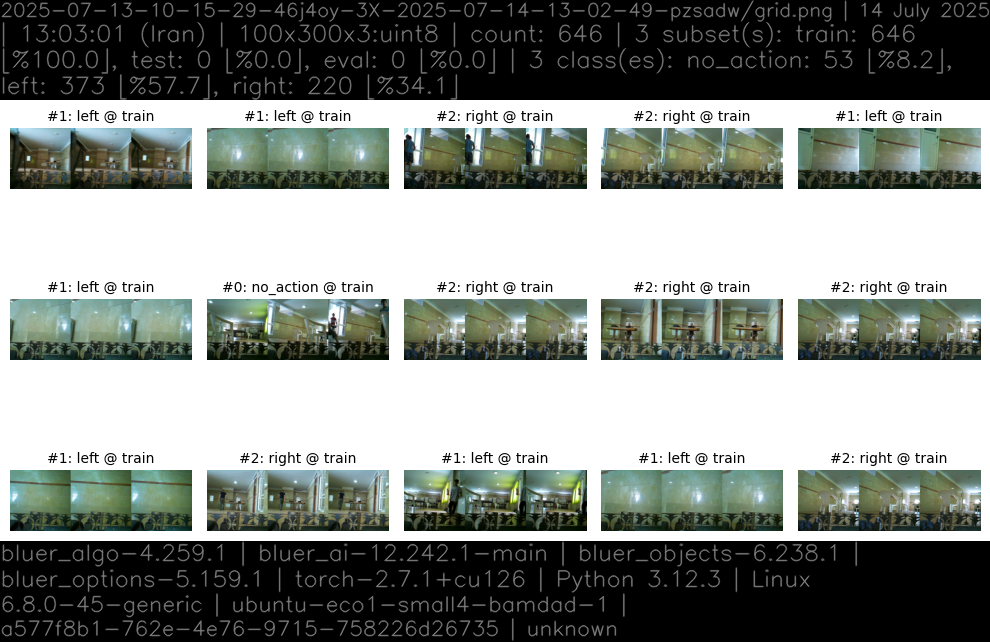 2025-07-13-10-15-29-46j4oy-3X-2025-07-14-13-02-49-pzsadw/grid.png | 14 July 2025
| 13:03:01 (Iran) | 100x300x3:uint8 | count: 646 | 3 subset(s): train: 646
[%100.0], test: 0 [%0.0], eval: 0 [%0.0] | 3 class(es): no_action: 53 [%8.2],
left: 373 [%57.7], right: 220 [%34.1]
#1: left @ train
#1: left @ train
#2: right @ train
#2: right @ train
#1: left @ train
#1: left @ train
#0: no_action @ train
#2: right @ train
#2: right @ train
#2: right @ train
#1: left @ train
#2: right @ train
#1: left @ train
#1: left @ train
#2: right @ train
bluer_algo-4.259.1 | bluer_ai-12.242.1-main | bluer_objects-6.238.1 |
bluer_options-5.159.1 | torch-2.7.1+cu126 | Python 3.12.3 | Linux
6.8.0-45-generic | ubuntu-eco1-small4-bamdad-1 |
a577f8b1-762e-4e76-9715-758226d26735 | unknown